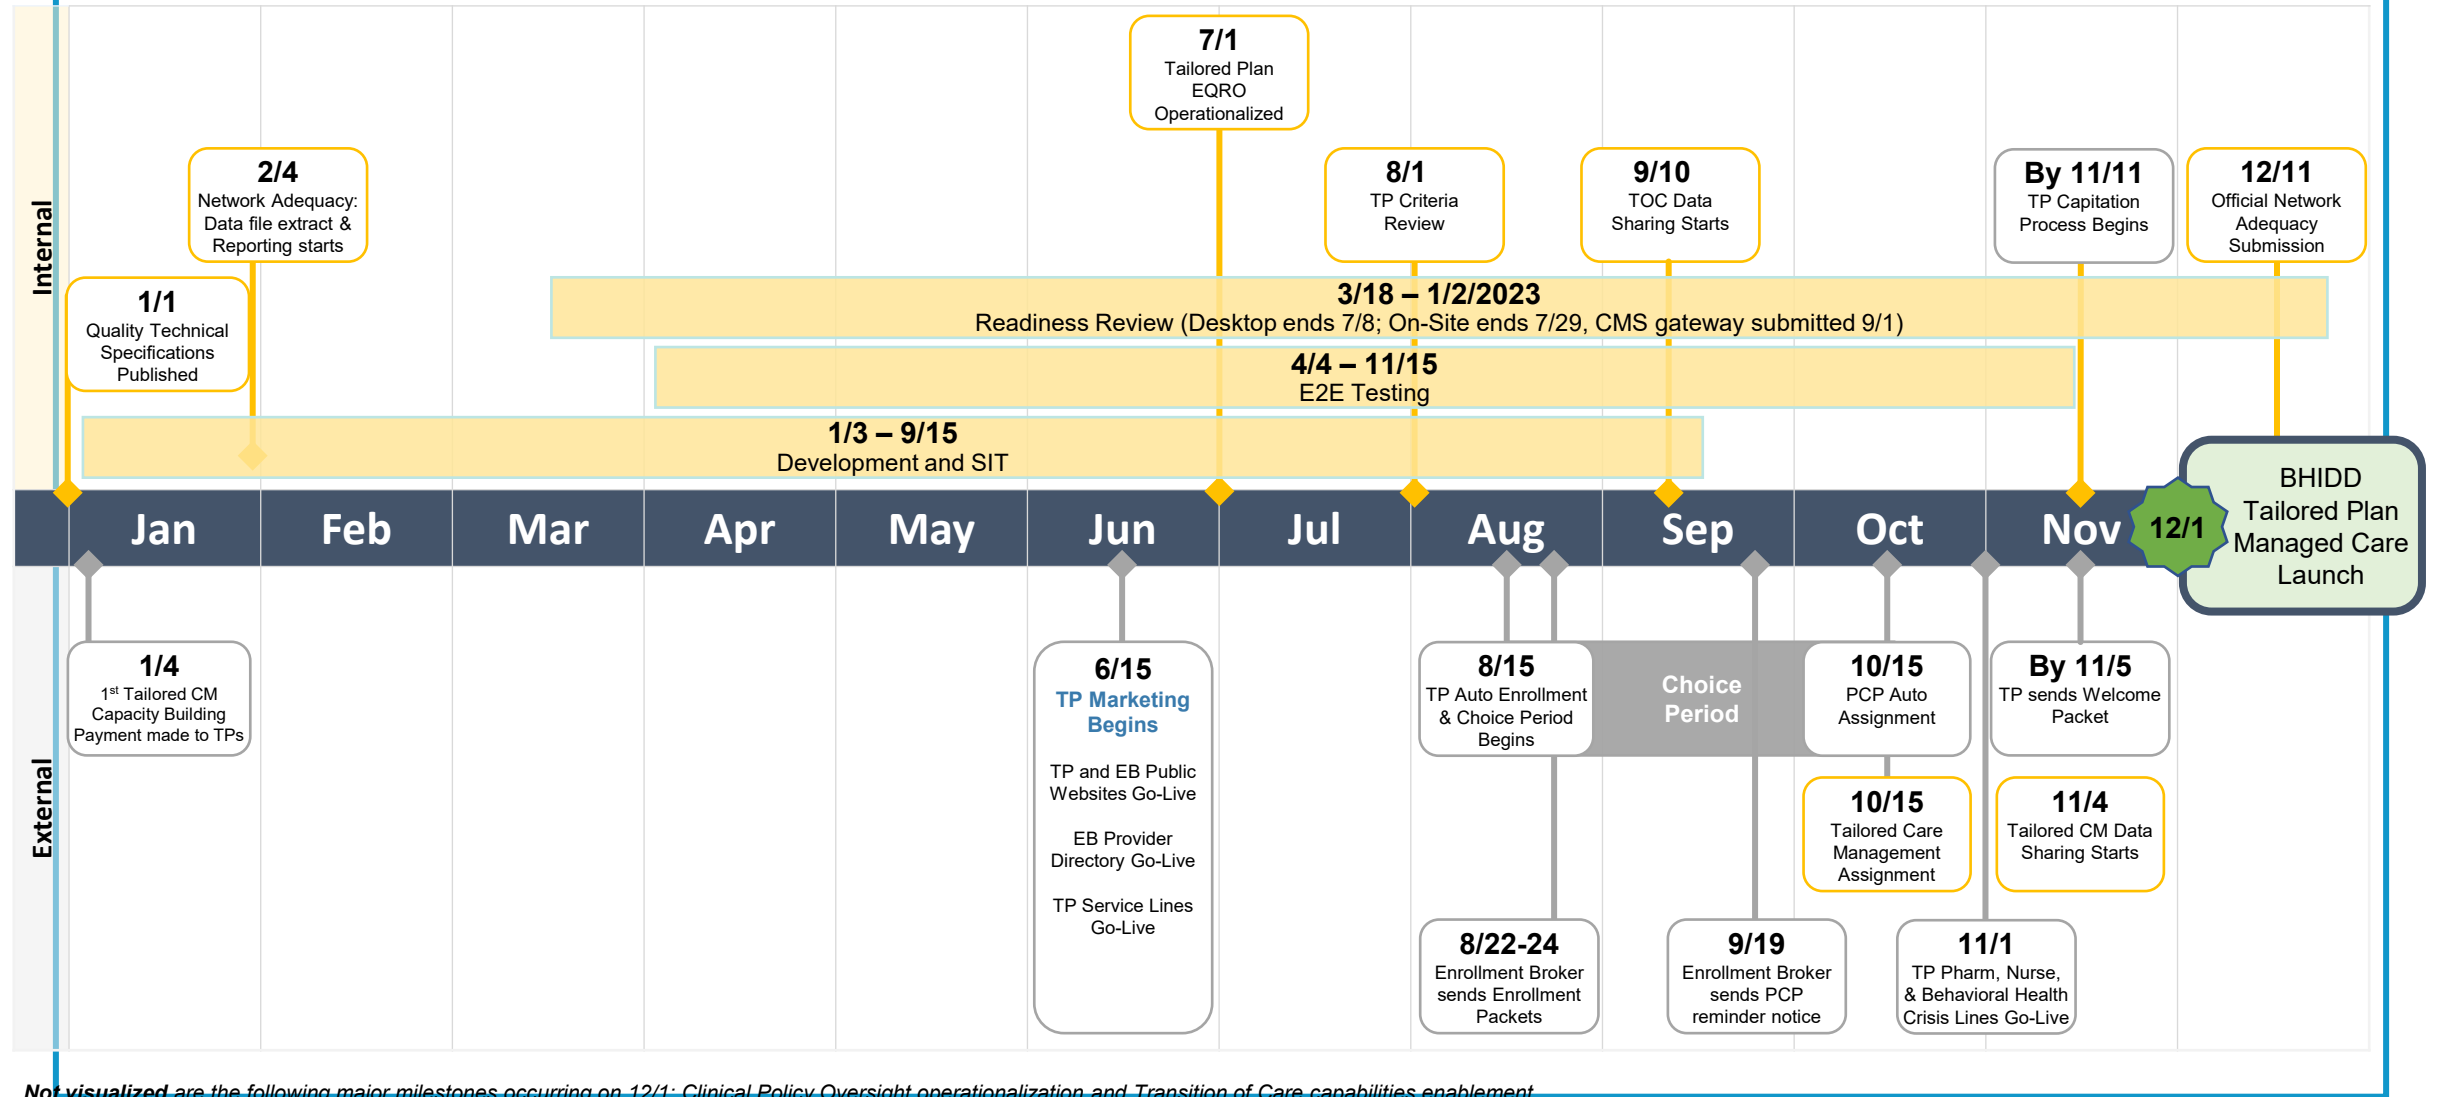 7/1
Tailored Plan
EQRO
Operationalized
2/4
Network Adequacy:
Data file extract &
Reporting starts
8/1
TP Criteria
Review
9/10
TOC Data
Sharing Starts
By 11/11
TP Capitation
Process Begins
12/11
Official Network
Adequacy
Submission
Internal
1/1
Quality Technical
Specifications
Published
3/18 – 1/2/2023
Readiness Review (Desktop ends 7/8; On-Site ends 7/29, CMS gateway submitted 9/1)
4/4 – 11/15
E2E Testing
1/3 – 9/15
Development and SIT
Jan Feb Mar Apr May Jun Jul Aug Sep Oct Nov
12/1
BHIDD
Tailored Plan
Managed Care
Launch
External
1/4
1st Tailored CM
Capacity Building
Payment made to TPs
6/15
TP Marketing
Begins
TP and EB Public
Websites Go-Live
EB Provider
Directory Go-Live
TP Service Lines
Go-Live
8/15
TP Auto Enrollment
& Choice Period
Begins
Choice
Period
10/15
PCP Auto
Assignment
By 11/5
TP sends Welcome
Packet
10/15
Tailored Care
Management
Assignment
11/4
Tailored CM Data
Sharing Starts
8/22-24
Enrollment Broker
sends Enrollment
Packets
9/19
Enrollment Broker
sends PCP
reminder notice
11/1
TP Pharm, Nurse,
& Behavioral Health
Crisis Lines Go-Live
Not visualized are the following major milestones occurring on 12/1: Clinical Policy Oversight operationalization and Transition of Care capabilities enablement